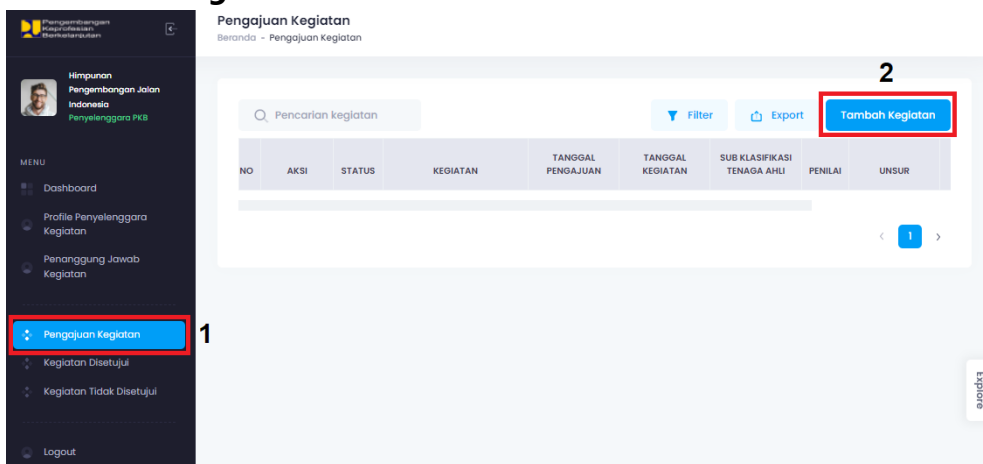 Pengembangan
Keprofesian
Berkelanjutan
Himpunan
Pengembangan Jalan
Indonesia
Penyelenggara PKB
MENU
Dashboard
Profile Penyelenggara
Kegiatan
Penanggung Jawab
Kegiatan
Pengajuan Kegiatan
1
Kegiatan Disetujui
Kegiatan Tidak Disetujui
Logout
Pengajuan Kegiatan
Beranda - Pengajuan Kegiatan
2
Pencarian kegiatan
Filter
Export
Tambah Kegiatan
NO AKSI STATUS KEGIATAN TANGGAL PENGAJUAN TANGGAL KEGIATAN SUB KLASIFIKASI TENAGA AHLI PENILAI UNSUR
< 1 >
Explore